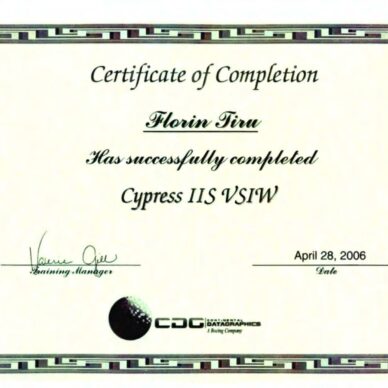 Certificate of Completion
Florin Tiru
Has successfully completed
Cypress IIS VSIW
April 28, 2006
Training Manager
Date
CDG CONTINENTAL DATAGRAPHICS
A Boeing Company